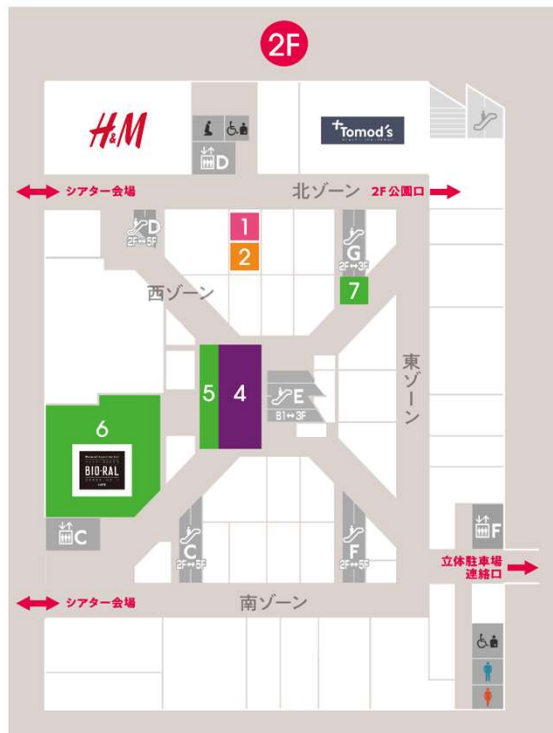 2F
H&M
D
+Tomod's
シアター会場
北ゾーン
2F公園口
D
2F↔5F
1
2
G
2F↔3F
7
西ゾーン
東ゾーン
5
4
E
B1↔3F
6
BIO-RAL
C
C
2F↔5F
F
2F↔5F
F
立体駐車場
連絡口
シアター会場
南ゾーン